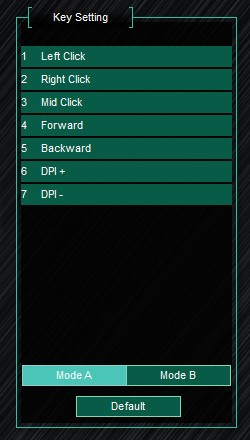 Key Setting
1 Left Click
2 Right Click
3 Mid Click
4 Forward
5 Backward
6 DPI +
7 DPI -
Mode A Mode B
Default